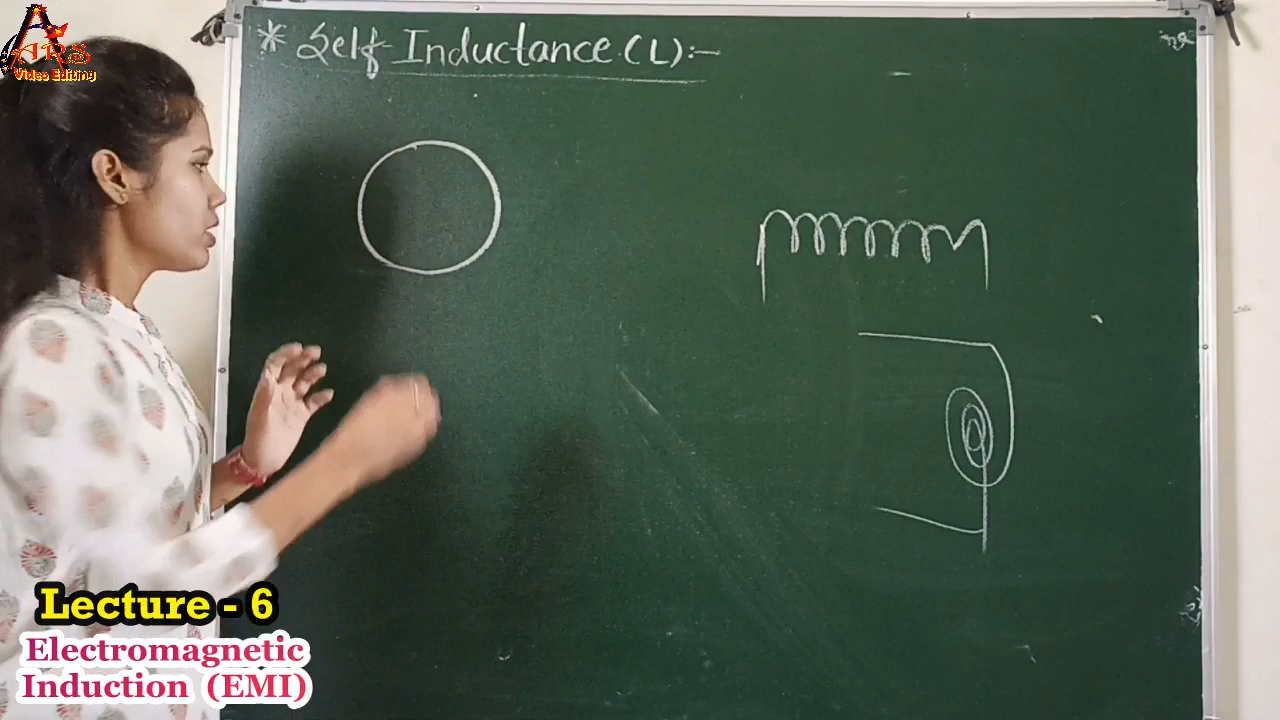 ARS
Video Editing
* Self Inductance (L):-
Lecture - 6
Electromagnetic
Induction (EMI)